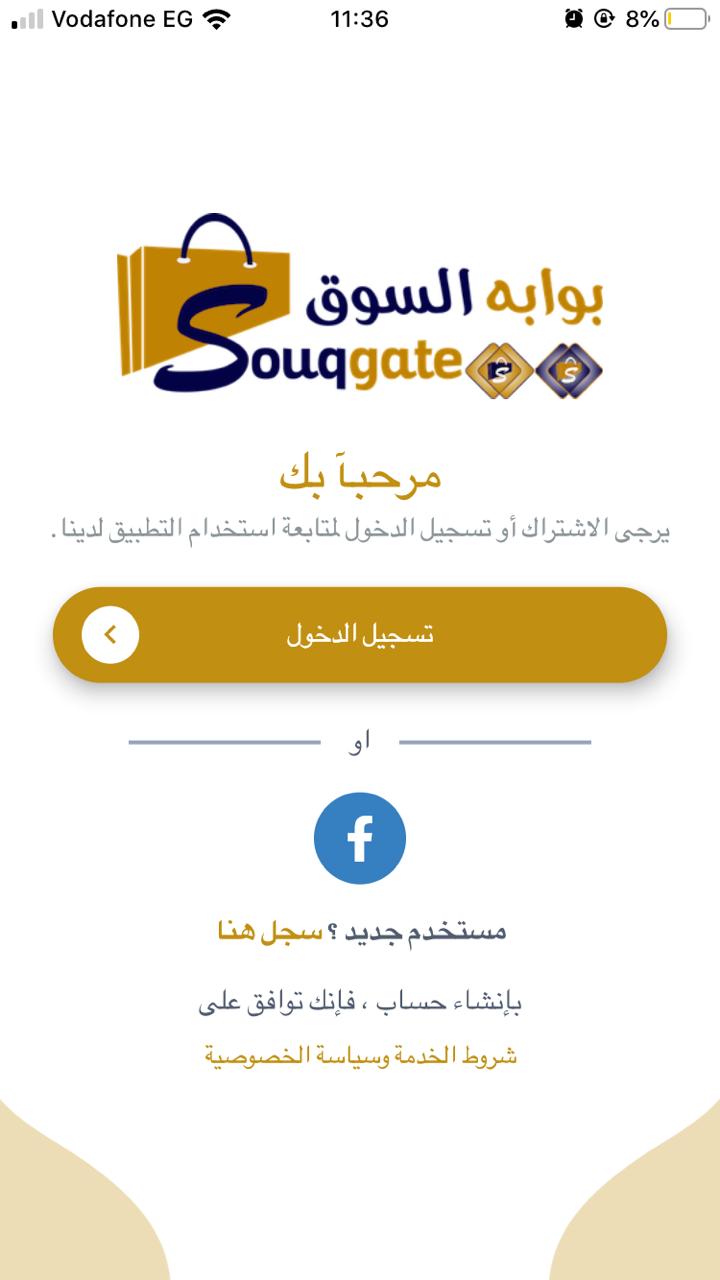 Vodafone EG 11:36 8%
بوابه السوق
Souqgate
مرحباَ بك
يرجى الاشتراك أو تسجيل الدخول لمتابعة استخدام التطبيق لدينا .
تسجيل الدخول
او
f
مستخدم جديد ؟ سجل هنا
بإنشاء حساب ، فإنك توافق على
شروط الخدمة وسياسة الخصوصية